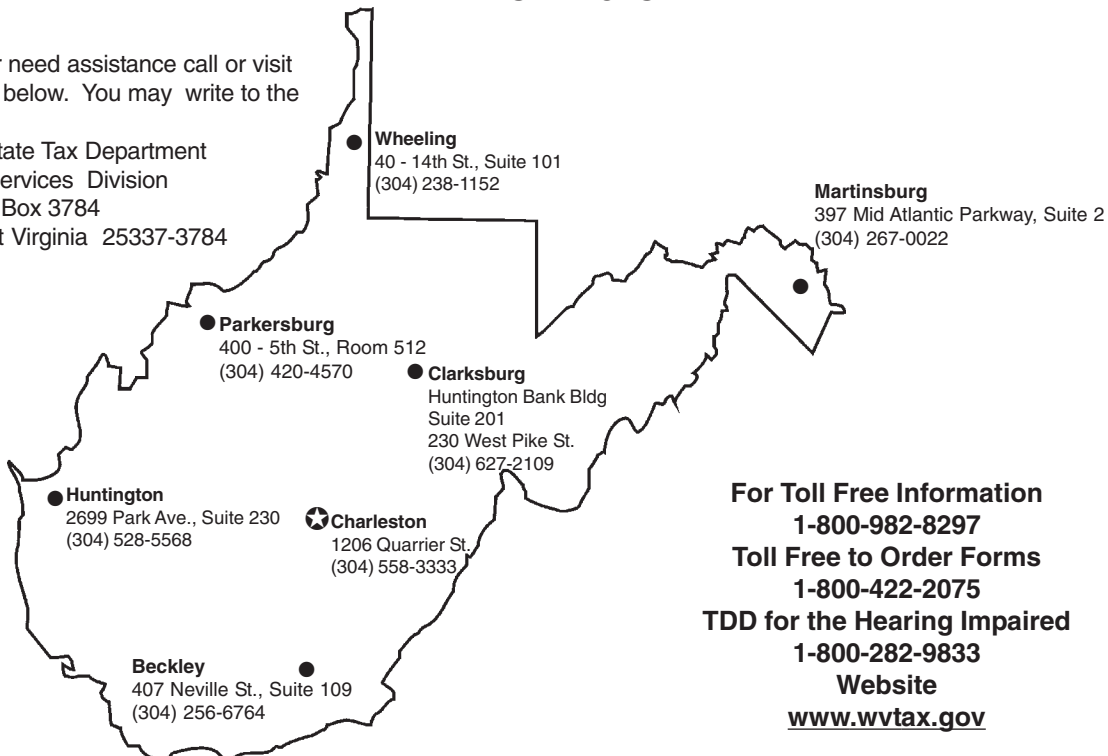 r need assistance call or visit
below. You may write to the
tate Tax Department
ervices Division
Box 3784
t Virginia 25337-3784
Wheeling
40 - 14th St., Suite 101
(304) 238-1152
Martinsburg
397 Mid Atlantic Parkway, Suite 2
(304) 267-0022
Parkersburg
400 - 5th St., Room 512
(304) 420-4570
Clarksburg
Huntington Bank Bldg
Suite 201
230 West Pike St.
(304) 627-2109
Huntington
2699 Park Ave., Suite 230
(304) 528-5568
Charleston
1206 Quarrier St.
(304) 558-3333
Beckley
407 Neville St., Suite 109
(304) 256-6764
For Toll Free Information
1-800-982-8297
Toll Free to Order Forms
1-800-422-2075
TDD for the Hearing Impaired
1-800-282-9833
Website
www.wvtax.gov